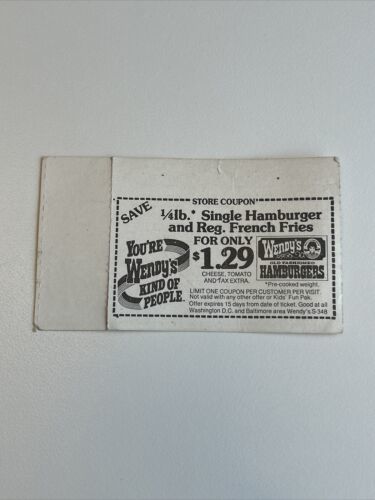 STORE COUPON
SAVE
1/4lb.* Single Hamburger
and Reg. French Fries
FOR ONLY
$1.29
CHEESE, TOMATO
AND TAX EXTRA.
YOU'RE
WENDY'S
KIND OF
PEOPLE.
WENDY'S
OLD FASHIONED
HAMBURGERS
*Pre-cooked weight.
LIMIT ONE COUPON PER CUSTOMER PER VISIT.
Not valid with any other offer or Kids' Fun Pak.
Offer expires 15 days from date of ticket. Good at all
Washington D.C. and Baltimore area Wendy's S-348